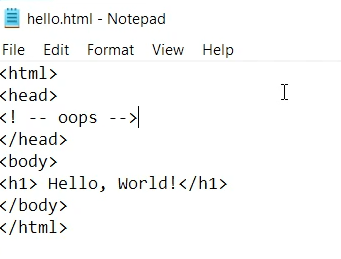 hello.html - Notepad
File Edit Format View Help
<html>
<head>
<! -- oops -->
</head>
<body>
<h1> Hello, World!</h1>
</body>
</html>